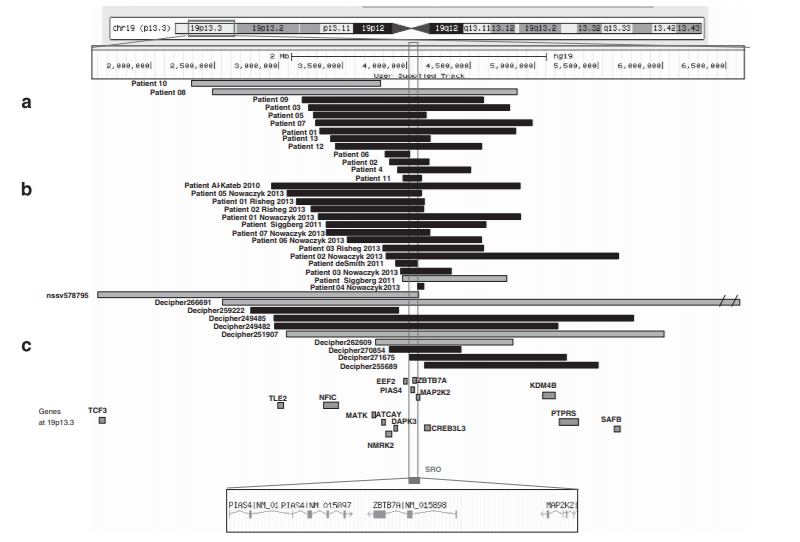 chr19 (p13.3) 19p13.3 19p13.2 p13.11 19p12 19q12 q13.11 13.12 19q13.2 13.32 q13.33 13.42 13.43
2 Mb hg19
2,000,000 2,500,000 3,000,000 3,500,000 4,000,000 4,500,000 5,000,000 5,500,000 6,000,000 6,500,000
User Supplied Track
Patient 10
Patient 08
a Patient 09
Patient 03
Patient 05
Patient 07
Patient 01
Patient 13
Patient 12
Patient 06
Patient 02
Patient 4
Patient 11
b Patient Al-Kateb 2010
Patient 05 Nowaczyk 2013
Patient 01 Risheg 2013
Patient 02 Risheg 2013
Patient 01 Nowaczyk 2013
Patient Siggberg 2011
Patient 07 Nowaczyk 2013
Patient 06 Nowaczyk 2013
Patient 03 Risheg 2013
Patient 02 Nowaczyk 2013
Patient deSmith 2011
Patient 03 Nowaczyk 2013
Patient Siggberg 2011
Patient 04 Nowaczyk2013
nssv578795
Decipher266691
Decipher259222
Decipher249485
Decipher249482
Decipher251907
c Decipher262609
Decipher270854
Decipher271675
Decipher255689
EEF2 ZBTB7A
PIAS4 MAP2K2 KDM4B
TLE2 NFIC
Genes TCF3 MATK ATCAY PTPRS
at 19p13.3 DAPK3 CREB3L3 SAFB
NMRK2
SRO
PIAS4|NM_01 PIAS4|NM_015897 ZBTB7A|NM_015898 MAP2K2|